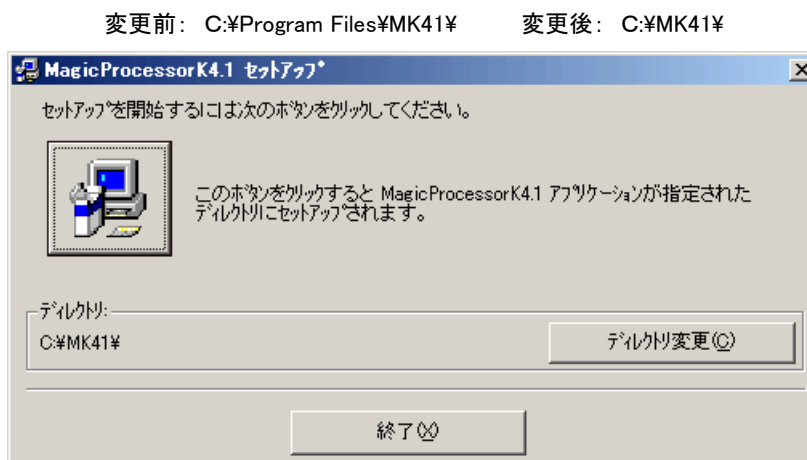 変更前： C:¥Program Files¥MK41¥　　変更後： C:¥MK41¥
MagicProcessorK4.1 ｾｯﾄｱｯﾌﾟ
ｾｯﾄｱｯﾌﾟを開始するには次のﾎﾞﾀﾝをｸﾘｯｸしてください。
このﾎﾞﾀﾝをｸﾘｯｸすると MagicProcessorK4.1 ｱﾌﾟﾘｹｰｼｮﾝが指定された
ﾃﾞｨﾚｸﾄﾘにｾｯﾄｱｯﾌﾟされます。
ﾃﾞｨﾚｸﾄﾘ:
C:¥MK41¥
ﾃﾞｨﾚｸﾄﾘ変更(C)
終了(X)